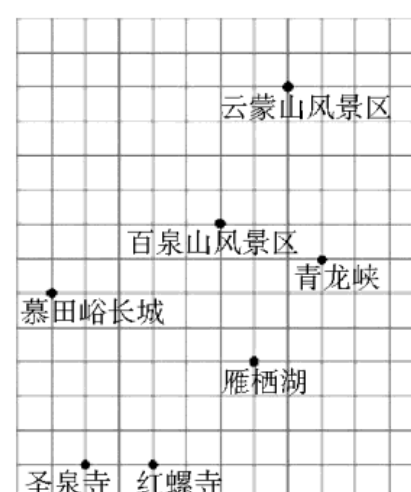 云蒙山风景区
百泉山风景区
青龙峡
慕田峪长城
雁栖湖
圣泉寺
红螺寺